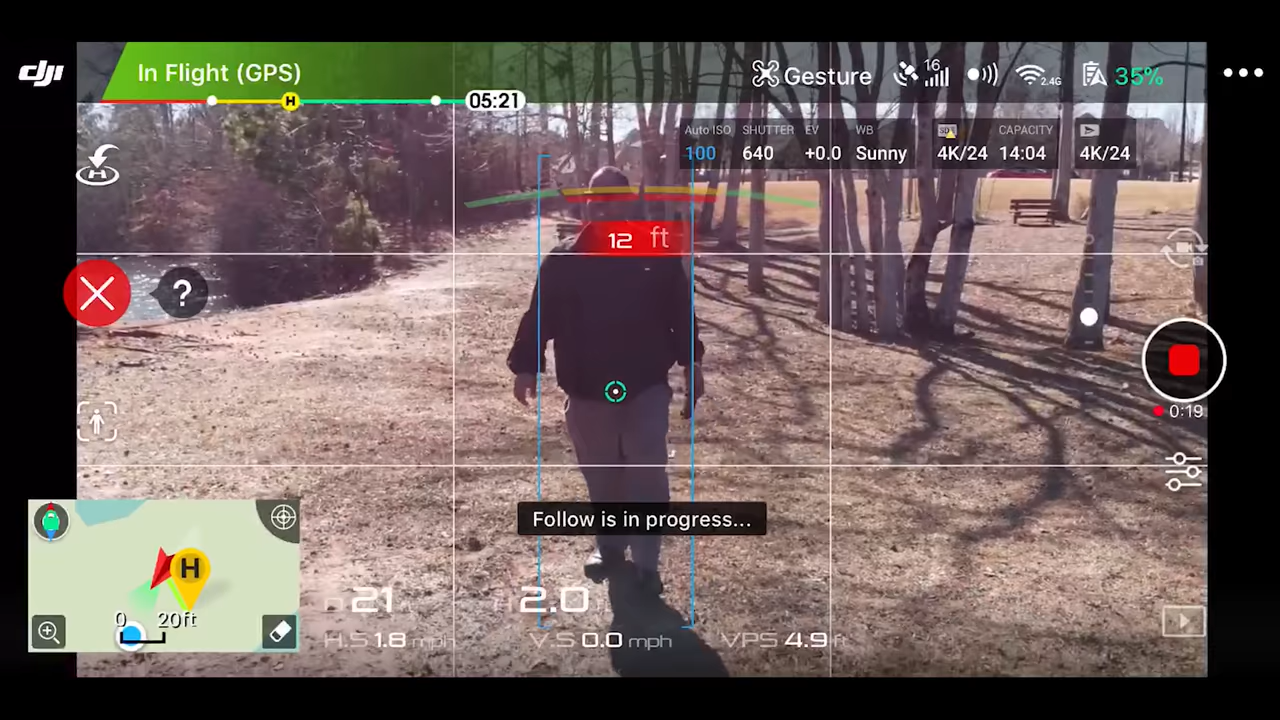 dji
In Flight (GPS)
Gesture
16
2.4G
35%
H
05:21
Auto ISO
100
SHUTTER
640
EV
+0.0
WB
Sunny
4K/24
CAPACITY
14:04
4K/24
H
12 ft
?
0:19
Follow is in progress...
H
0 20ft
21
2.0
H.S 1.8 mph
V.S 0.0 mph
VPS 4.9 ft